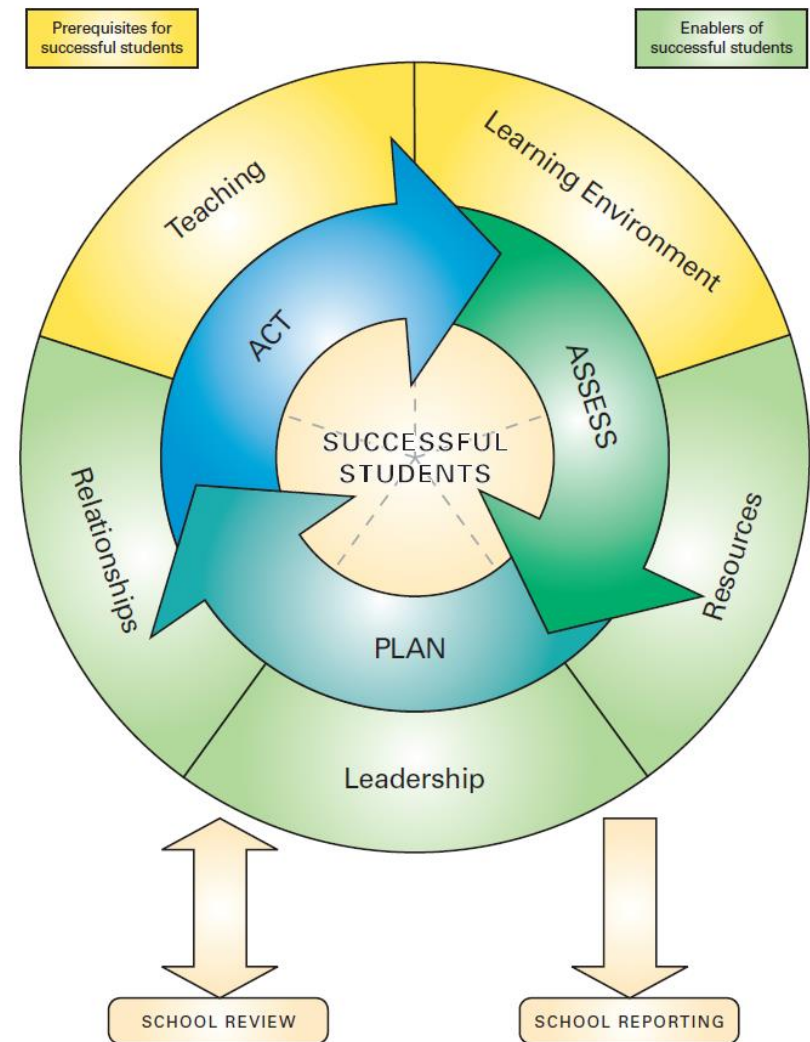 Prerequisites for
successful students
Enablers of
successful students
Teaching
Learning Environment
ACT
ASSESS
SUCCESSFUL
STUDENTS
Relationships
Resources
PLAN
Leadership
SCHOOL REVIEW
SCHOOL REPORTING